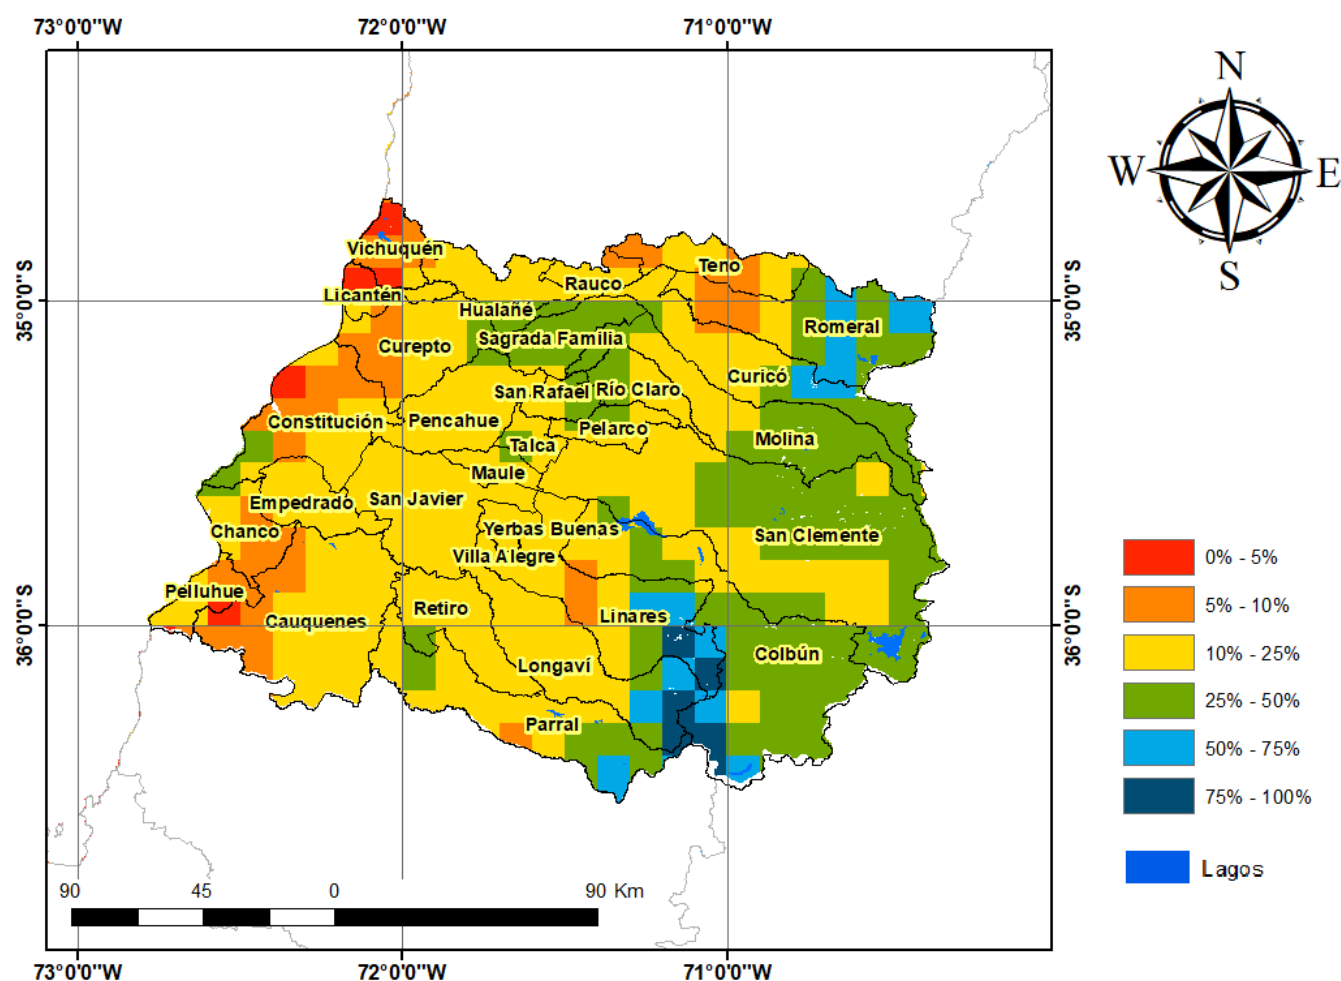 73°0'0"W 72°0'0"W 71°0'0"W
N
W E
S
35°0'0"S
35°0'0"S
36°0'0"S
36°0'0"S
Vichuquén
Teno
Rauco
Licantén
Hualañé
Romeral
Sagrada Familia
Curepto
Curicó
San Rafael
Río Claro
Constitución
Pencahue
Pelarco
Molina
Talca
Maule
San Javier
Empedrado
Yerbas Buenas
Chanco
San Clemente
Villa Alegre
Pelluhue
Retiro
Linares
Cauquenes
Colbún
Longaví
Parral
0% - 5%
5% - 10%
10% - 25%
25% - 50%
50% - 75%
75% - 100%
Lagos
90 45 0 90 Km
73°0'0"W 72°0'0"W 71°0'0"W